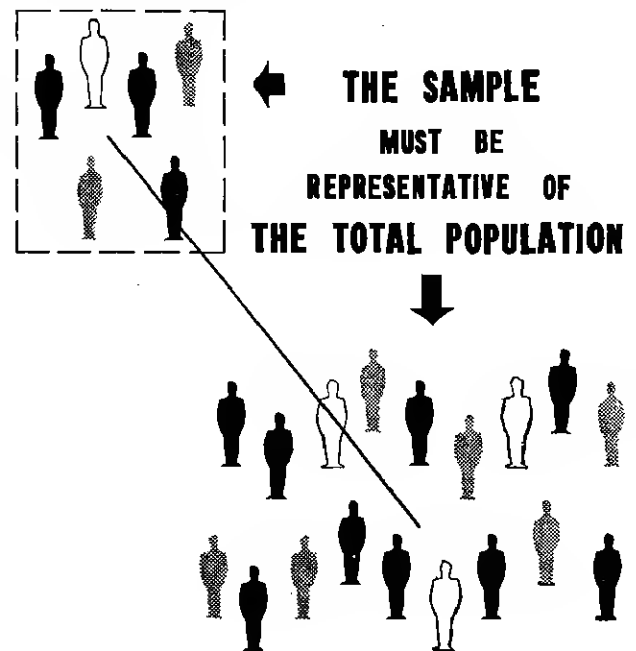 THE SAMPLE
MUST BE
REPRESENTATIVE OF
THE TOTAL POPULATION